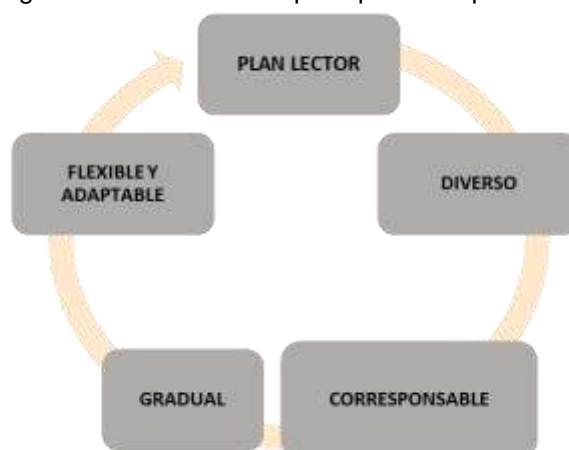 PLAN LECTOR
DIVERSO
CORRESPONSABLE
GRADUAL
FLEXIBLE Y
ADAPTABLE